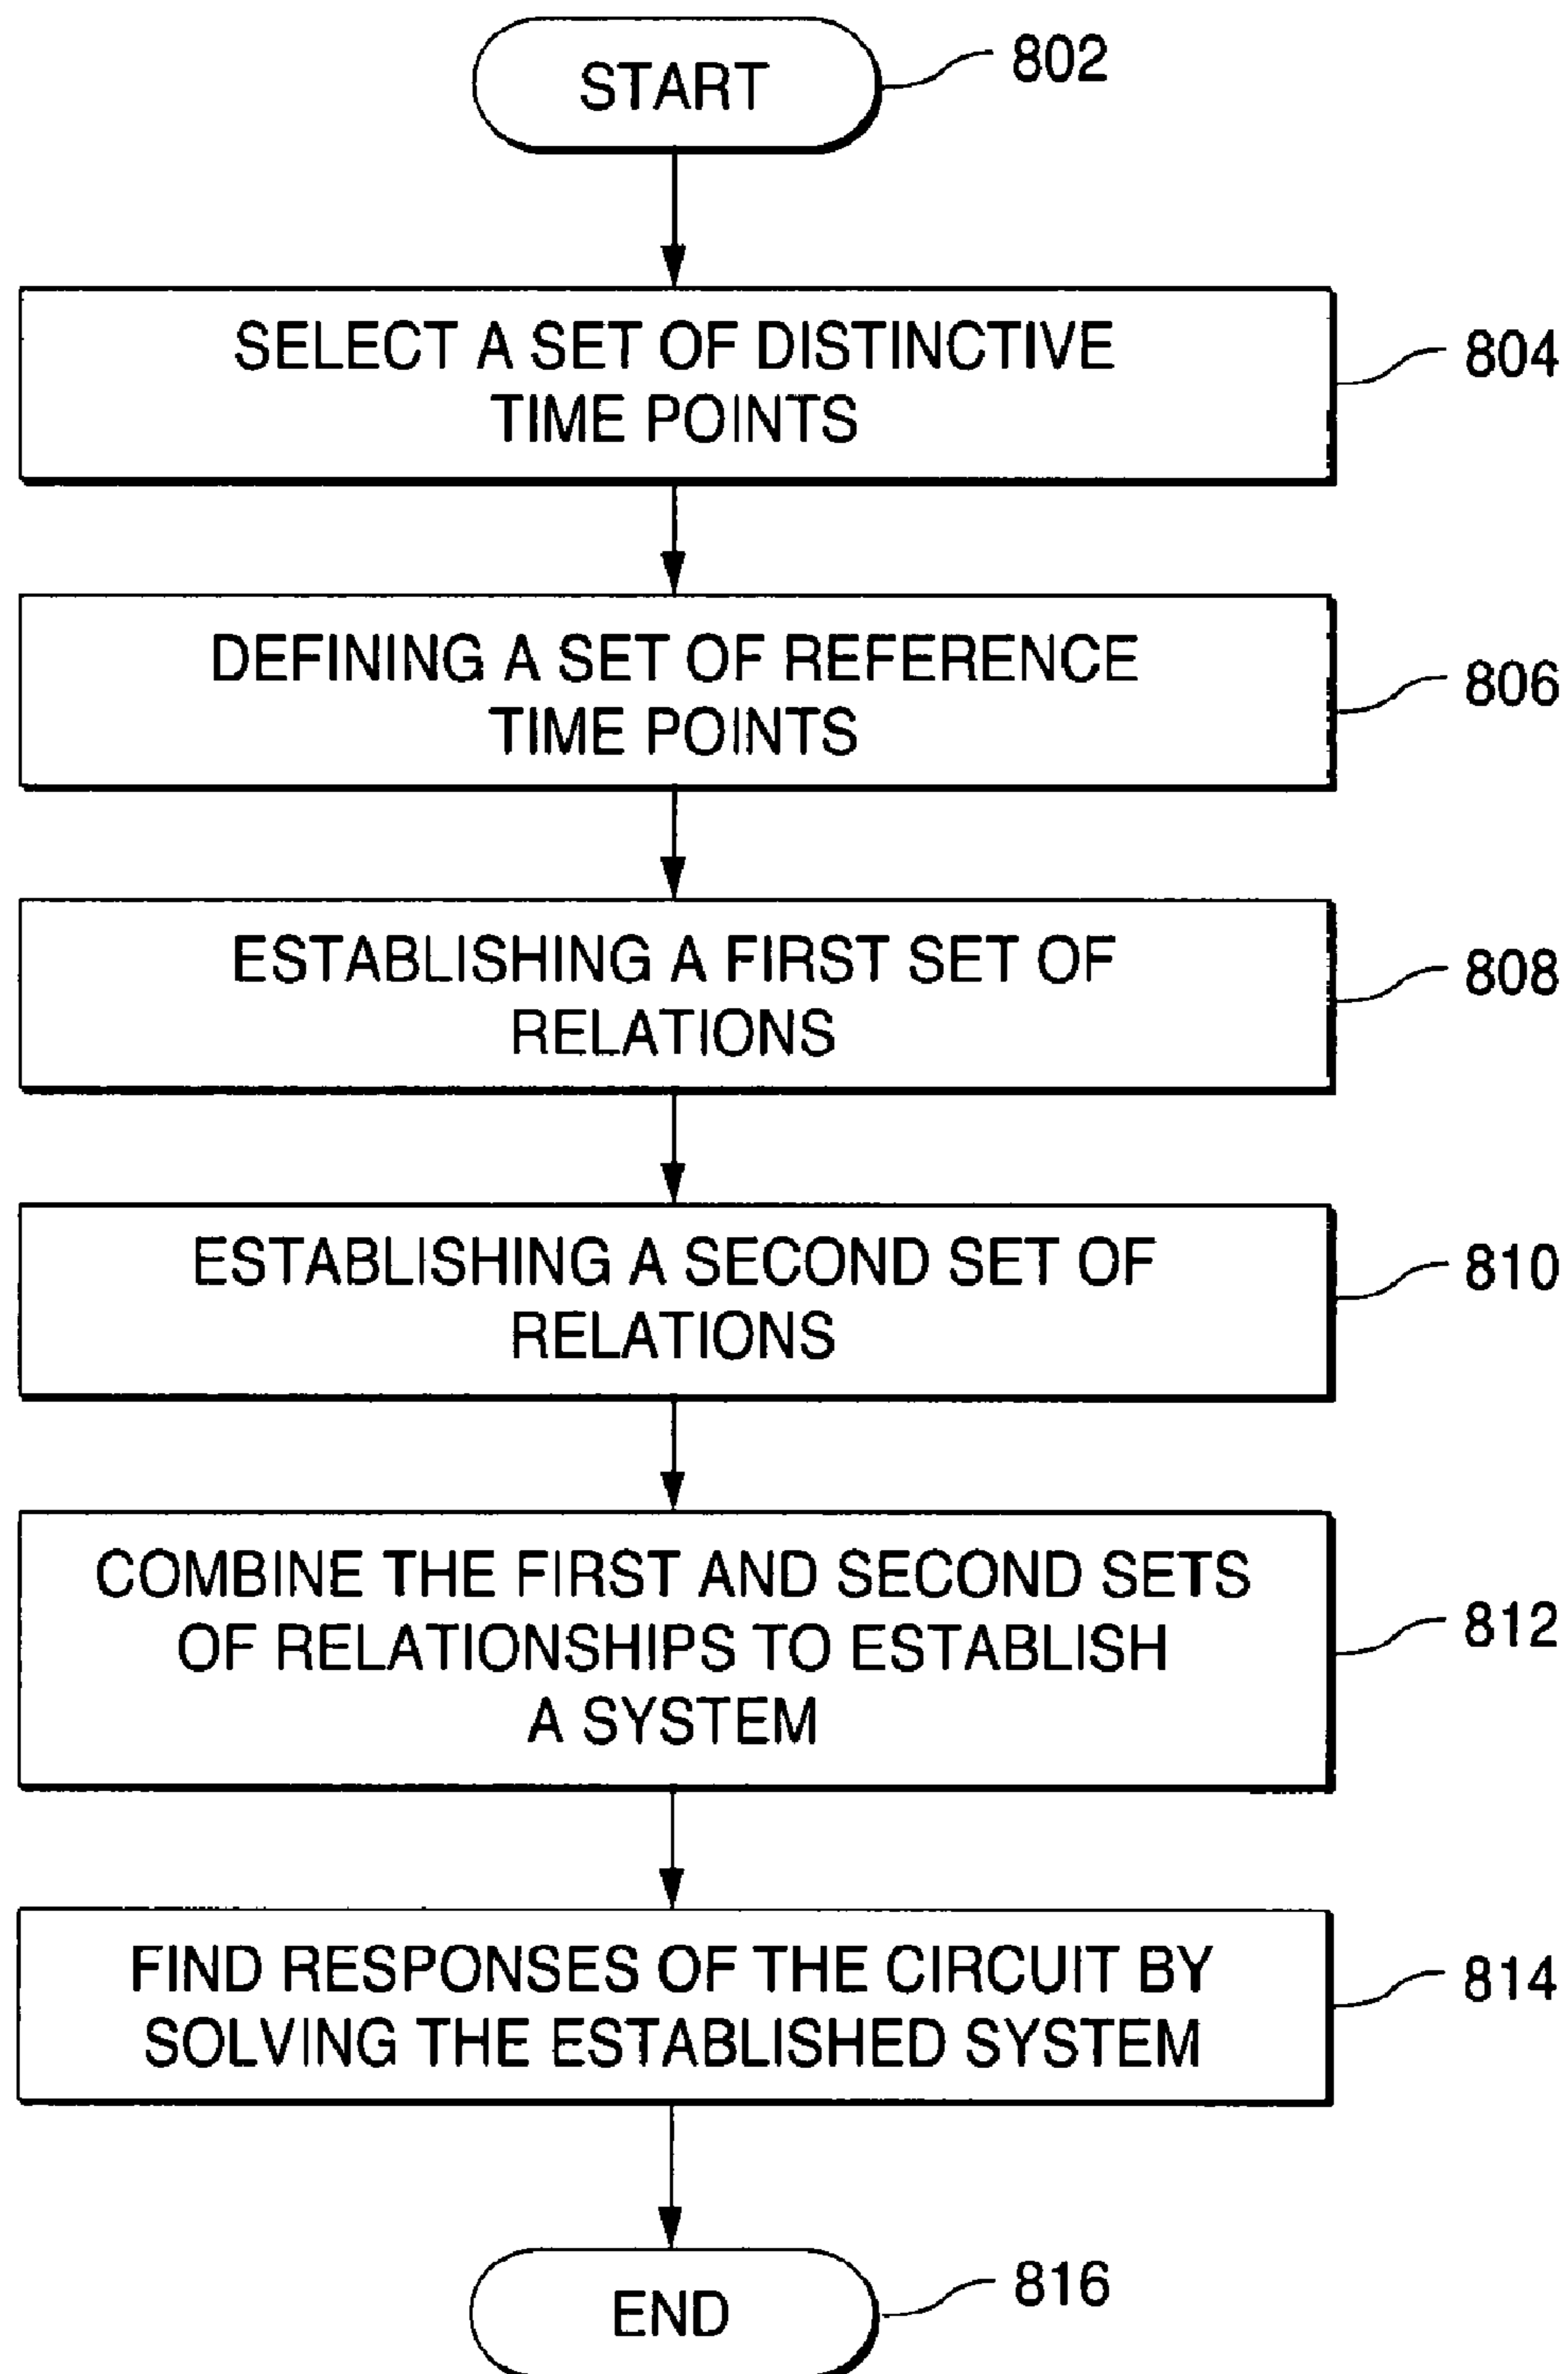 START
802
SELECT A SET OF DISTINCTIVE
TIME POINTS
804
DEFINING A SET OF REFERENCE
TIME POINTS
806
ESTABLISHING A FIRST SET OF
RELATIONS
808
ESTABLISHING A SECOND SET OF
RELATIONS
810
COMBINE THE FIRST AND SECOND SETS
OF RELATIONSHIPS TO ESTABLISH
A SYSTEM
812
FIND RESPONSES OF THE CIRCUIT BY
SOLVING THE ESTABLISHED SYSTEM
814
END
816